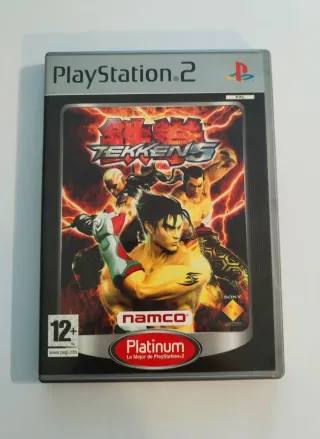 PlayStation®2
鉄拳
TEKKEN 5
SONY
namco®
12+
www.pegi.info
Platinum
Lo Mejor de PlayStation®2